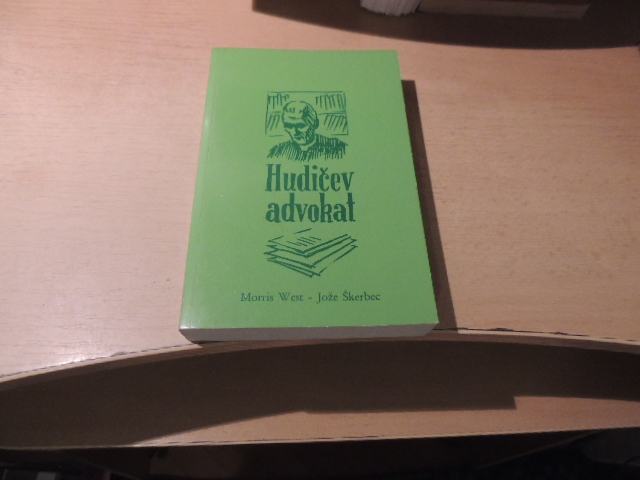 Hudičev
advokat
Morris West - Jože Škerbec